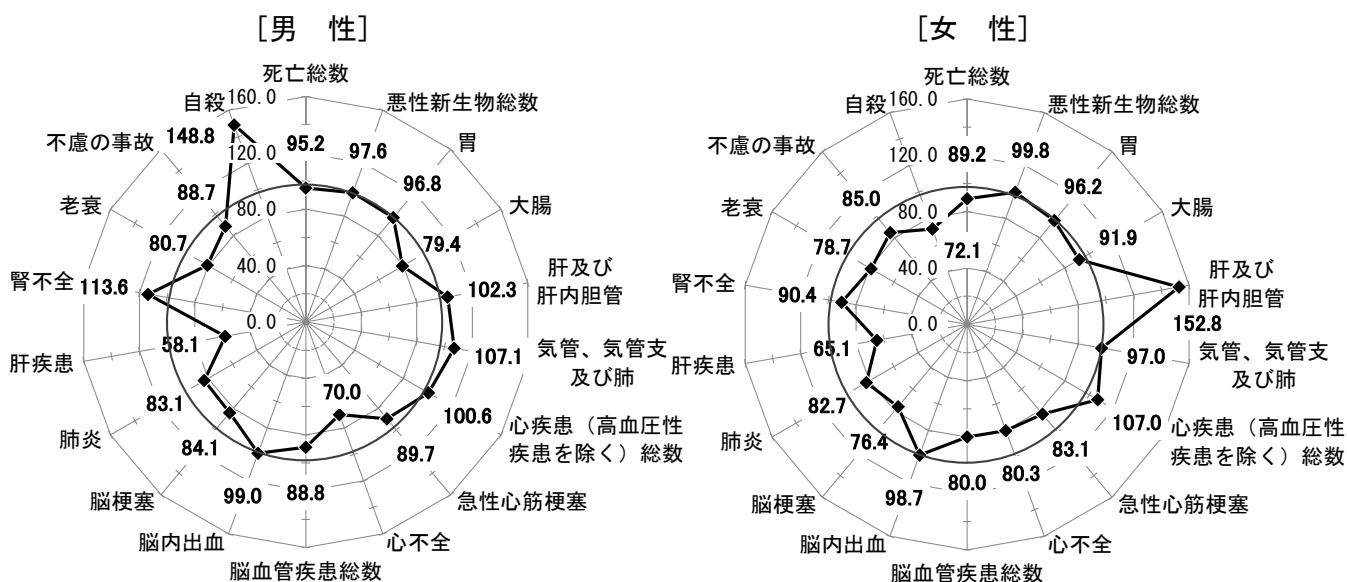 ［男　性］
死亡総数
悪性新生物総数
胃
大腸
肝及び
肝内胆管
気管、気管支
及び肺
心疾患（高血圧性
疾患を除く）総数
急性心筋梗塞
心不全
脳血管疾患総数
脳内出血
脳梗塞
肺炎
肝疾患
腎不全
老衰
不慮の事故
自殺
160.0
120.0
80.0
40.0
0.0
95.2
97.6
96.8
79.4
102.3
107.1
100.6
89.7
70.0
88.8
99.0
84.1
83.1
58.1
113.6
80.7
88.7
148.8
［女　性］
死亡総数
悪性新生物総数
胃
大腸
肝及び
肝内胆管
気管、気管支
及び肺
心疾患（高血圧性
疾患を除く）総数
急性心筋梗塞
心不全
脳血管疾患総数
脳内出血
脳梗塞
肺炎
肝疾患
腎不全
老衰
不慮の事故
自殺
160.0
120.0
80.0
40.0
0.0
89.2
99.8
96.2
91.9
152.8
97.0
107.0
83.1
80.3
80.0
98.7
76.4
82.7
65.1
90.4
78.7
85.0
72.1